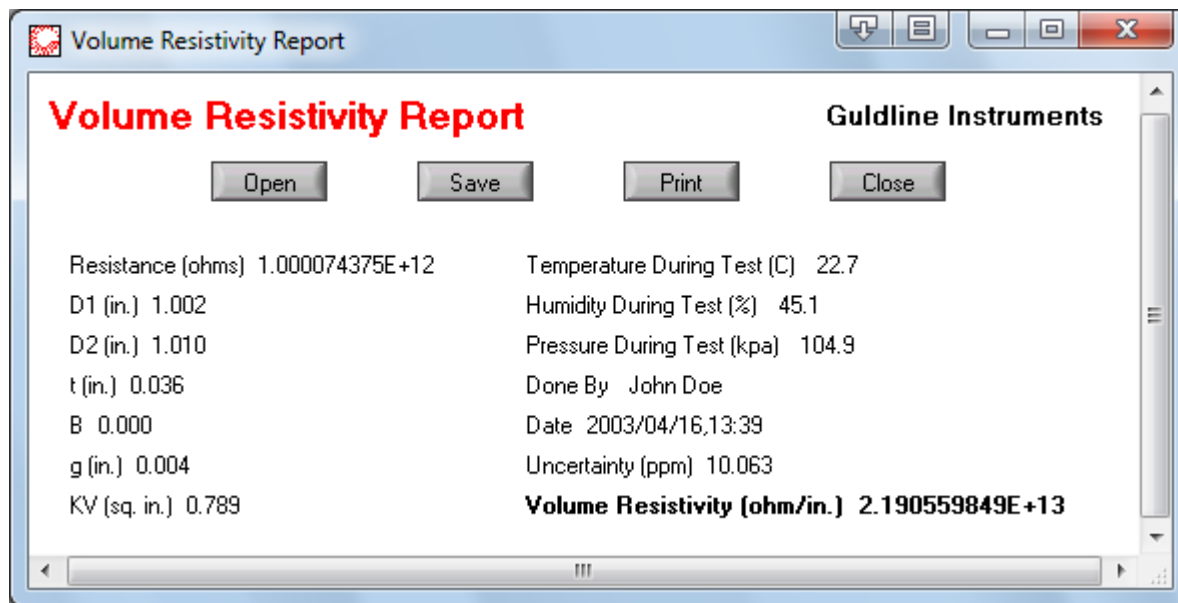 Volume Resistivity Report
Volume Resistivity Report
Guldline Instruments
Open
Save
Print
Close
Resistance (ohms) 1.000074375E+12
Temperature During Test (C) 22.7
D1 (in.) 1.002
Humidity During Test (%) 45.1
D2 (in.) 1.010
Pressure During Test (kpa) 104.9
t (in.) 0.036
Done By John Doe
B 0.000
Date 2003/04/16,13:39
g (in.) 0.004
Uncertainty (ppm) 10.063
KV (sq. in.) 0.789
Volume Resistivity (ohm/in.) 2.190559849E+13